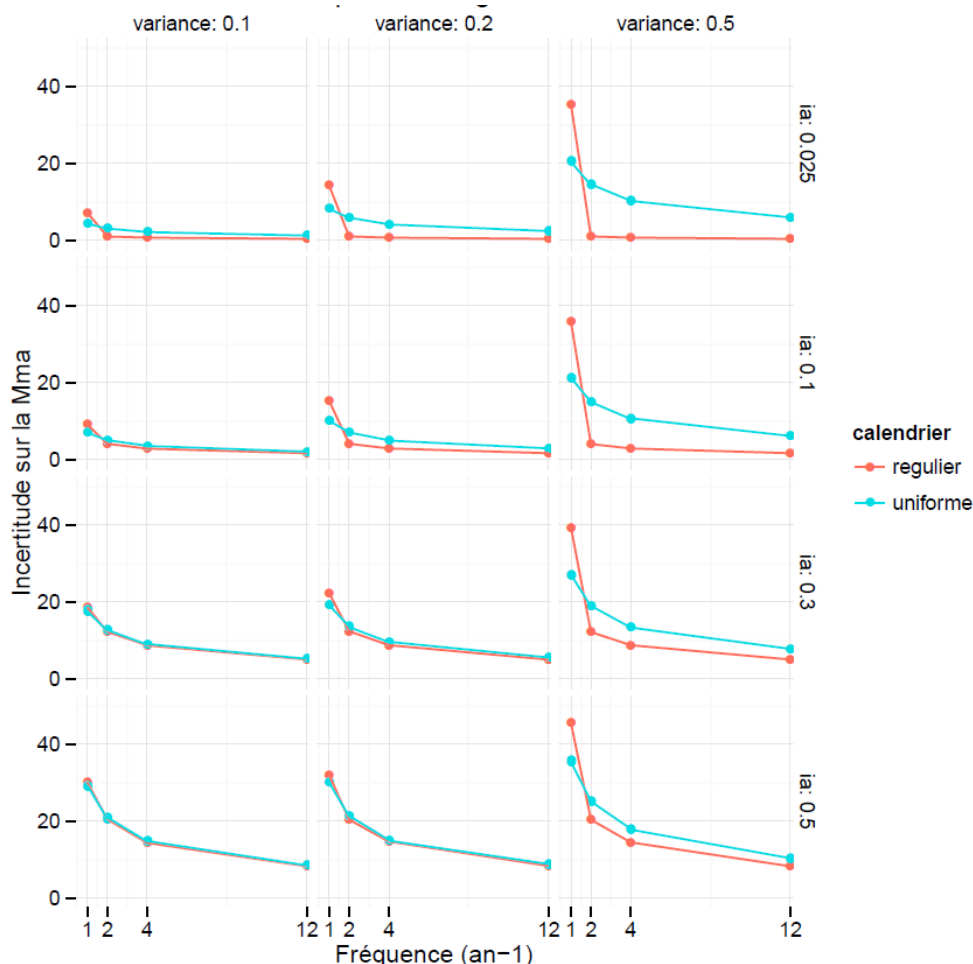 variance: 0.1
variance: 0.2
variance: 0.5
40
20
0
ia: 0.025
40
20
0
ia: 0.1
40
20
0
ia: 0.3
40
20
0
ia: 0.5
Incertitude sur la Mma
1 2 4 12
1 2 4 12
1 2 4 12
Fréquence (an−1)
calendrier
regulier
uniforme